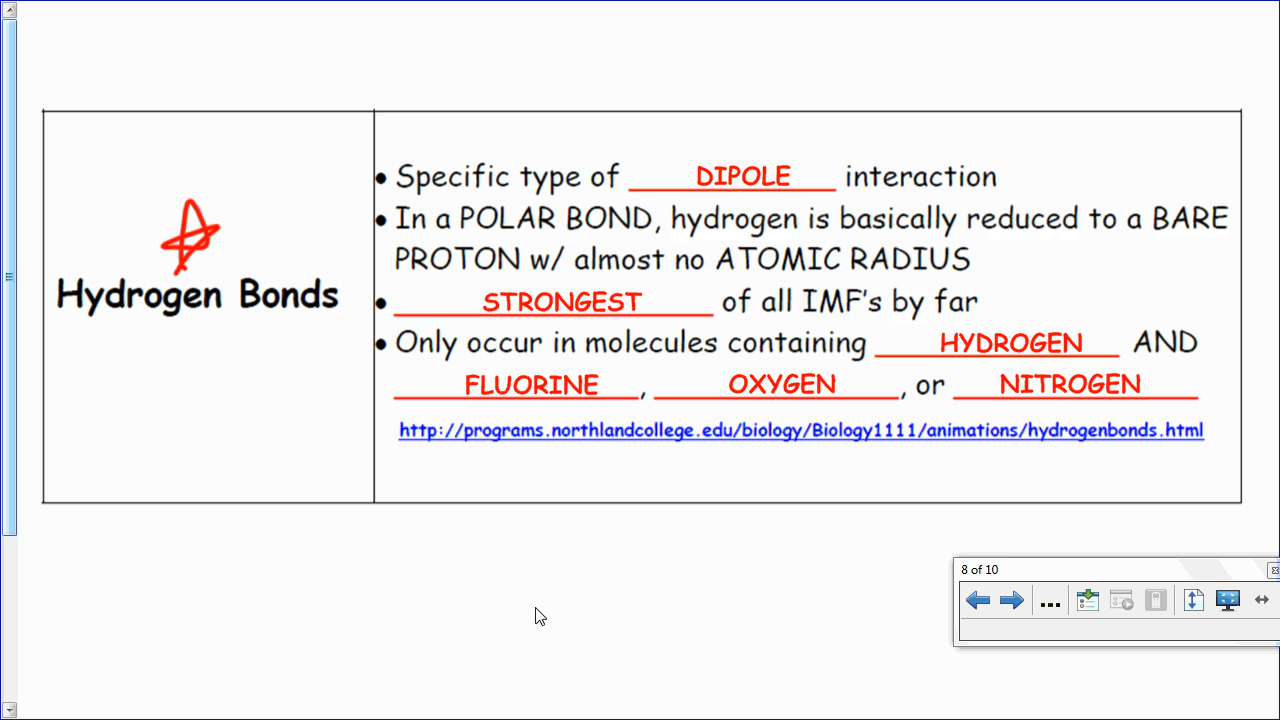 Hydrogen Bonds
• Specific type of DIPOLE interaction
• In a POLAR BOND, hydrogen is basically reduced to a BARE
PROTON w/ almost no ATOMIC RADIUS
• STRONGEST of all IMF's by far
• Only occur in molecules containing HYDROGEN AND
FLUORINE, OXYGEN, or NITROGEN
http://programs.northlandcollege.edu/biology/Biology1111/animations/hydrogenbonds.html
8 of 10